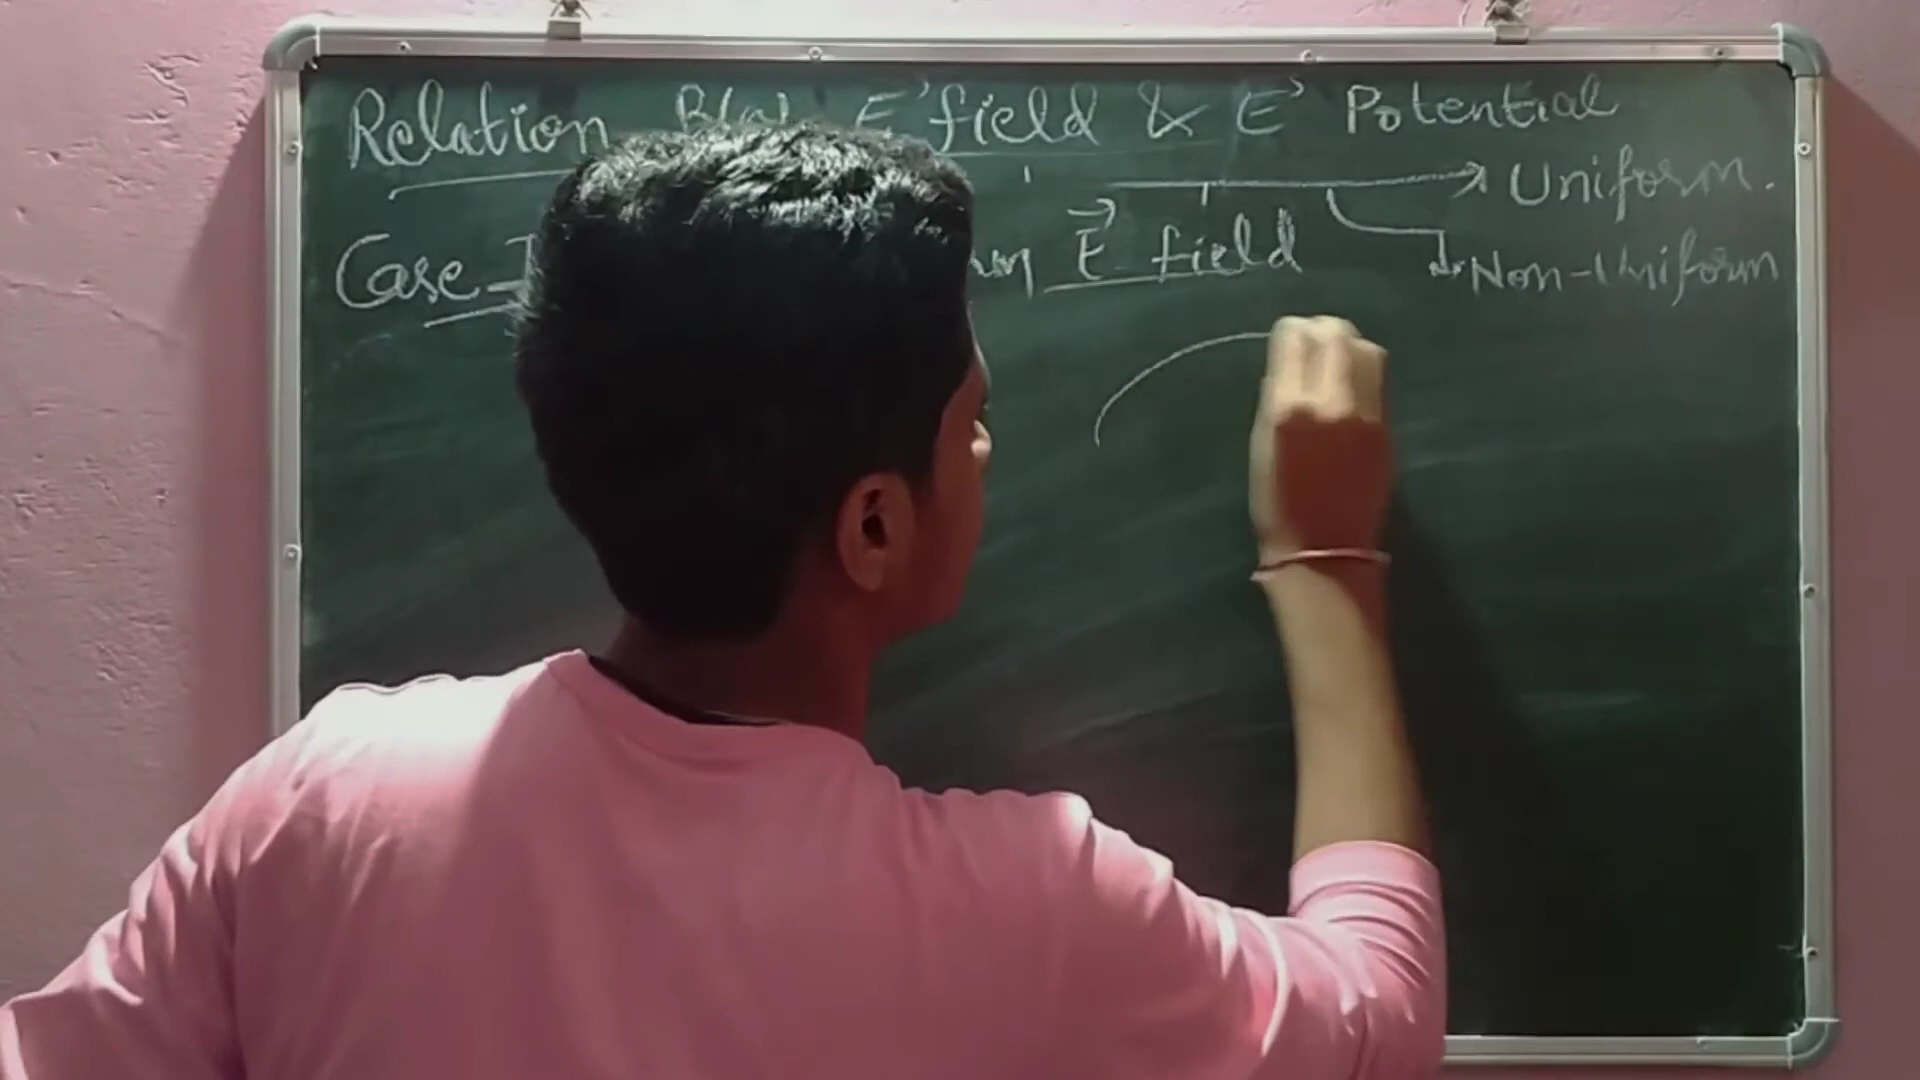 Relation B/w E' field & E' Potential
→ Uniform.
Case E⃗ field
Non-Uniform